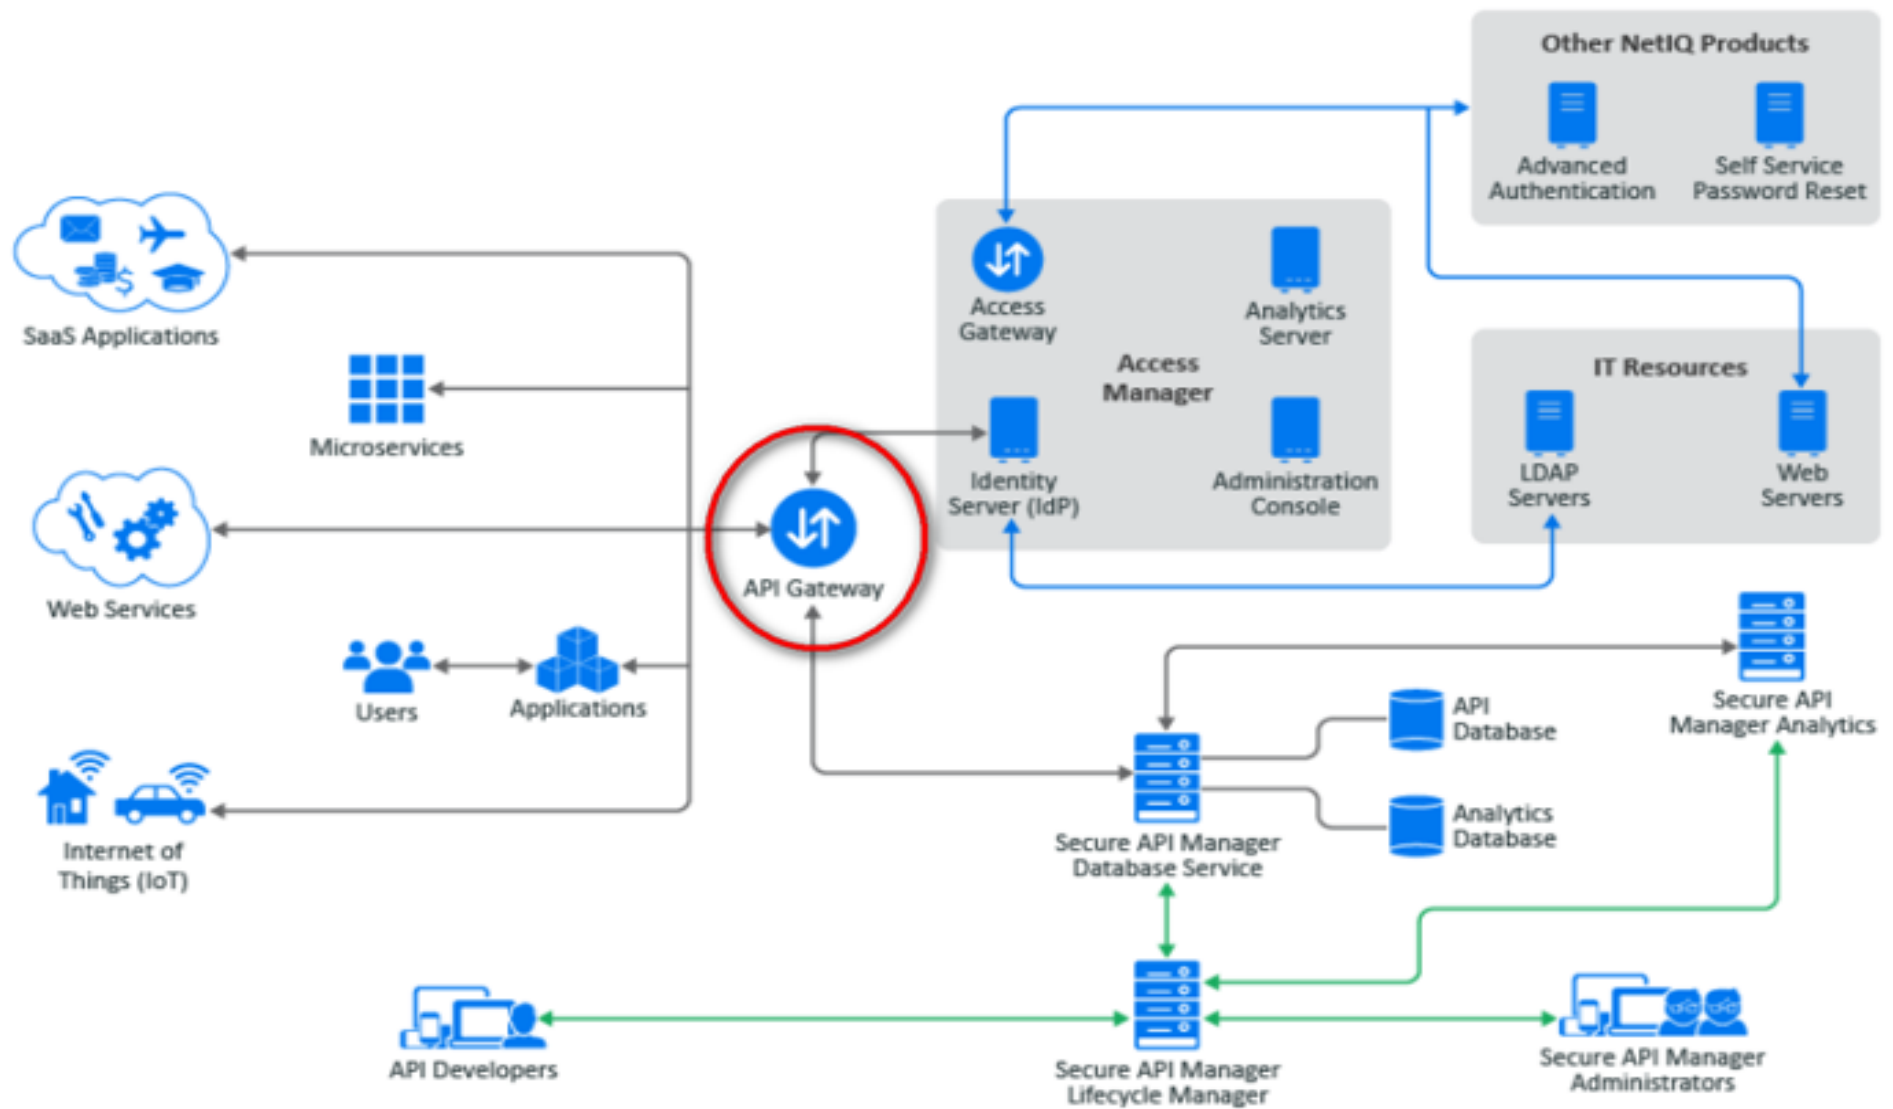 Other NetIQ Products
Advanced
Authentication
Self Service
Password Reset
SaaS Applications
Access
Gateway
Analytics
Server
Access
Manager
IT Resources
Microservices
Identity
Server (IdP)
Administration
Console
LDAP
Servers
Web
Servers
Web Services
API Gateway
Users
Applications
API
Database
Secure API
Manager Analytics
Analytics
Database
Secure API Manager
Database Service
Internet of
Things (IoT)
API Developers
Secure API Manager
Lifecycle Manager
Secure API Manager
Administrators